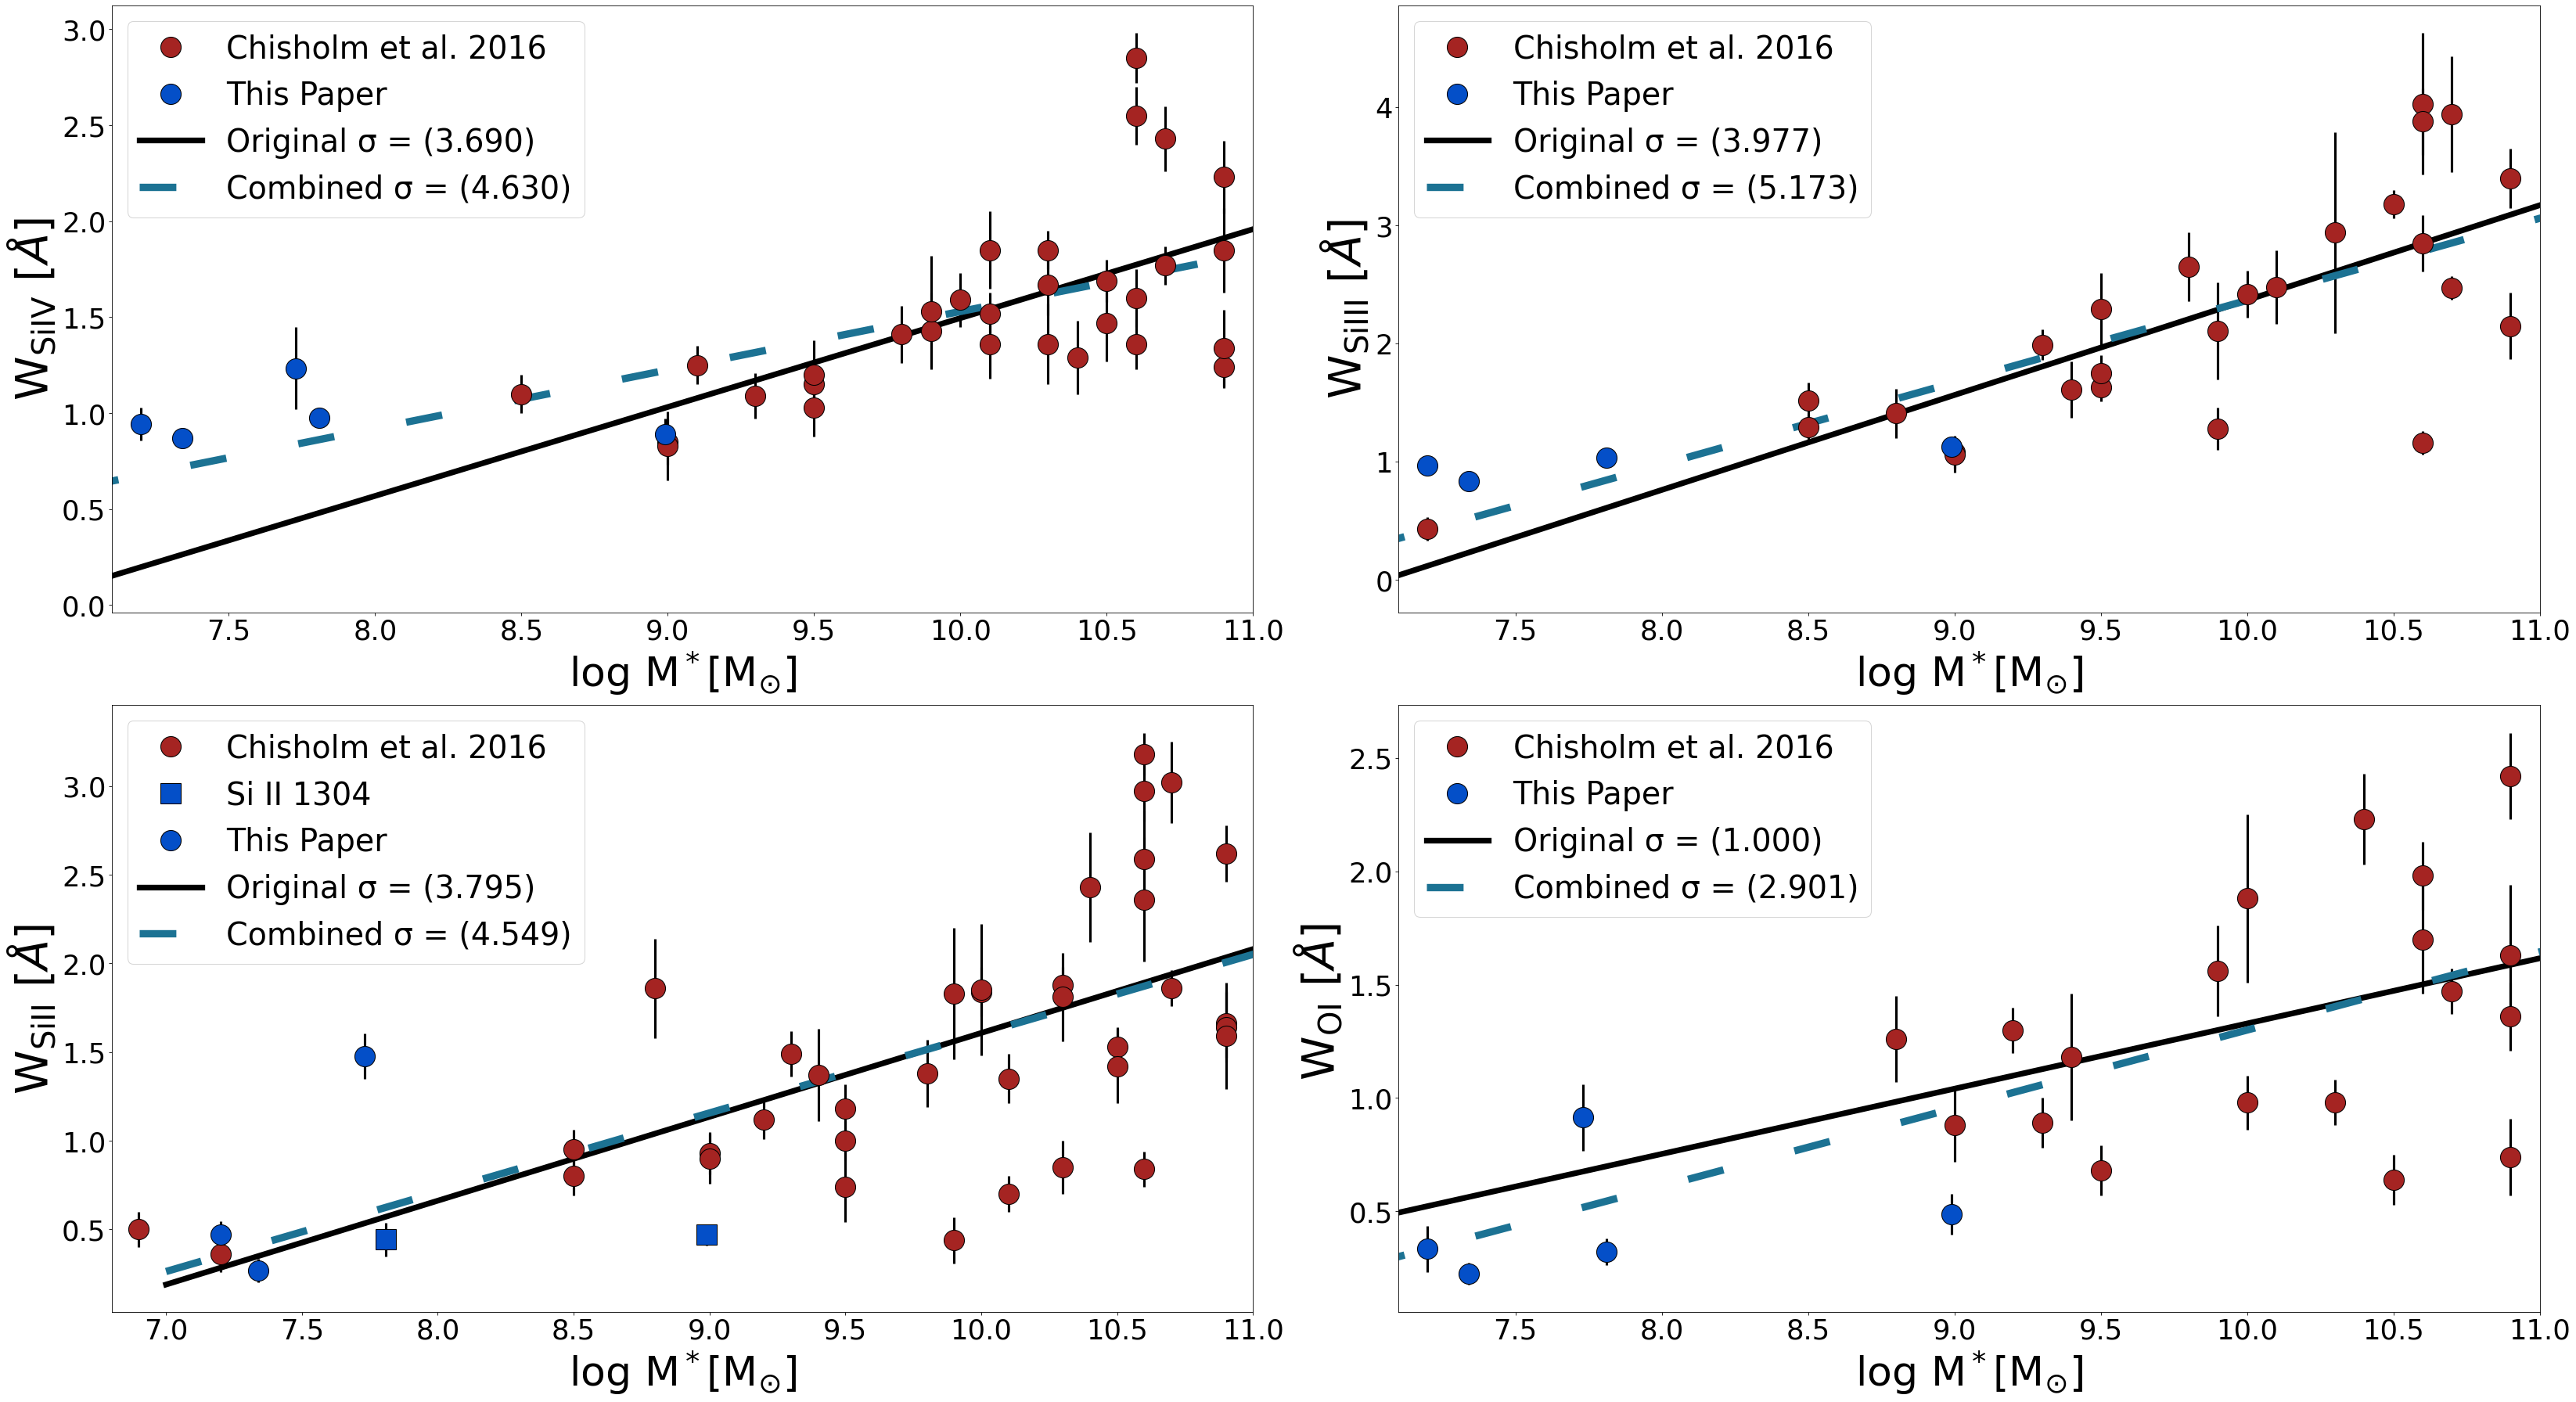 3.0
2.5
2.0
1.5
1.0
0.5
0.0
W_SiIV [Å]
Chisholm et al. 2016
This Paper
Original σ = (3.690)
Combined σ = (4.630)
7.5 8.0 8.5 9.0 9.5 10.0 10.5 11.0
log M*[M⊙]
4
3
2
1
0
W_SiIII [Å]
Chisholm et al. 2016
This Paper
Original σ = (3.977)
Combined σ = (5.173)
7.5 8.0 8.5 9.0 9.5 10.0 10.5 11.0
log M*[M⊙]
3.0
2.5
2.0
1.5
1.0
0.5
W_SiII [Å]
Chisholm et al. 2016
Si II 1304
This Paper
Original σ = (3.795)
Combined σ = (4.549)
7.0 7.5 8.0 8.5 9.0 9.5 10.0 10.5 11.0
log M*[M⊙]
2.5
2.0
1.5
1.0
0.5
W_OI [Å]
Chisholm et al. 2016
This Paper
Original σ = (1.000)
Combined σ = (2.901)
7.5 8.0 8.5 9.0 9.5 10.0 10.5 11.0
log M*[M⊙]